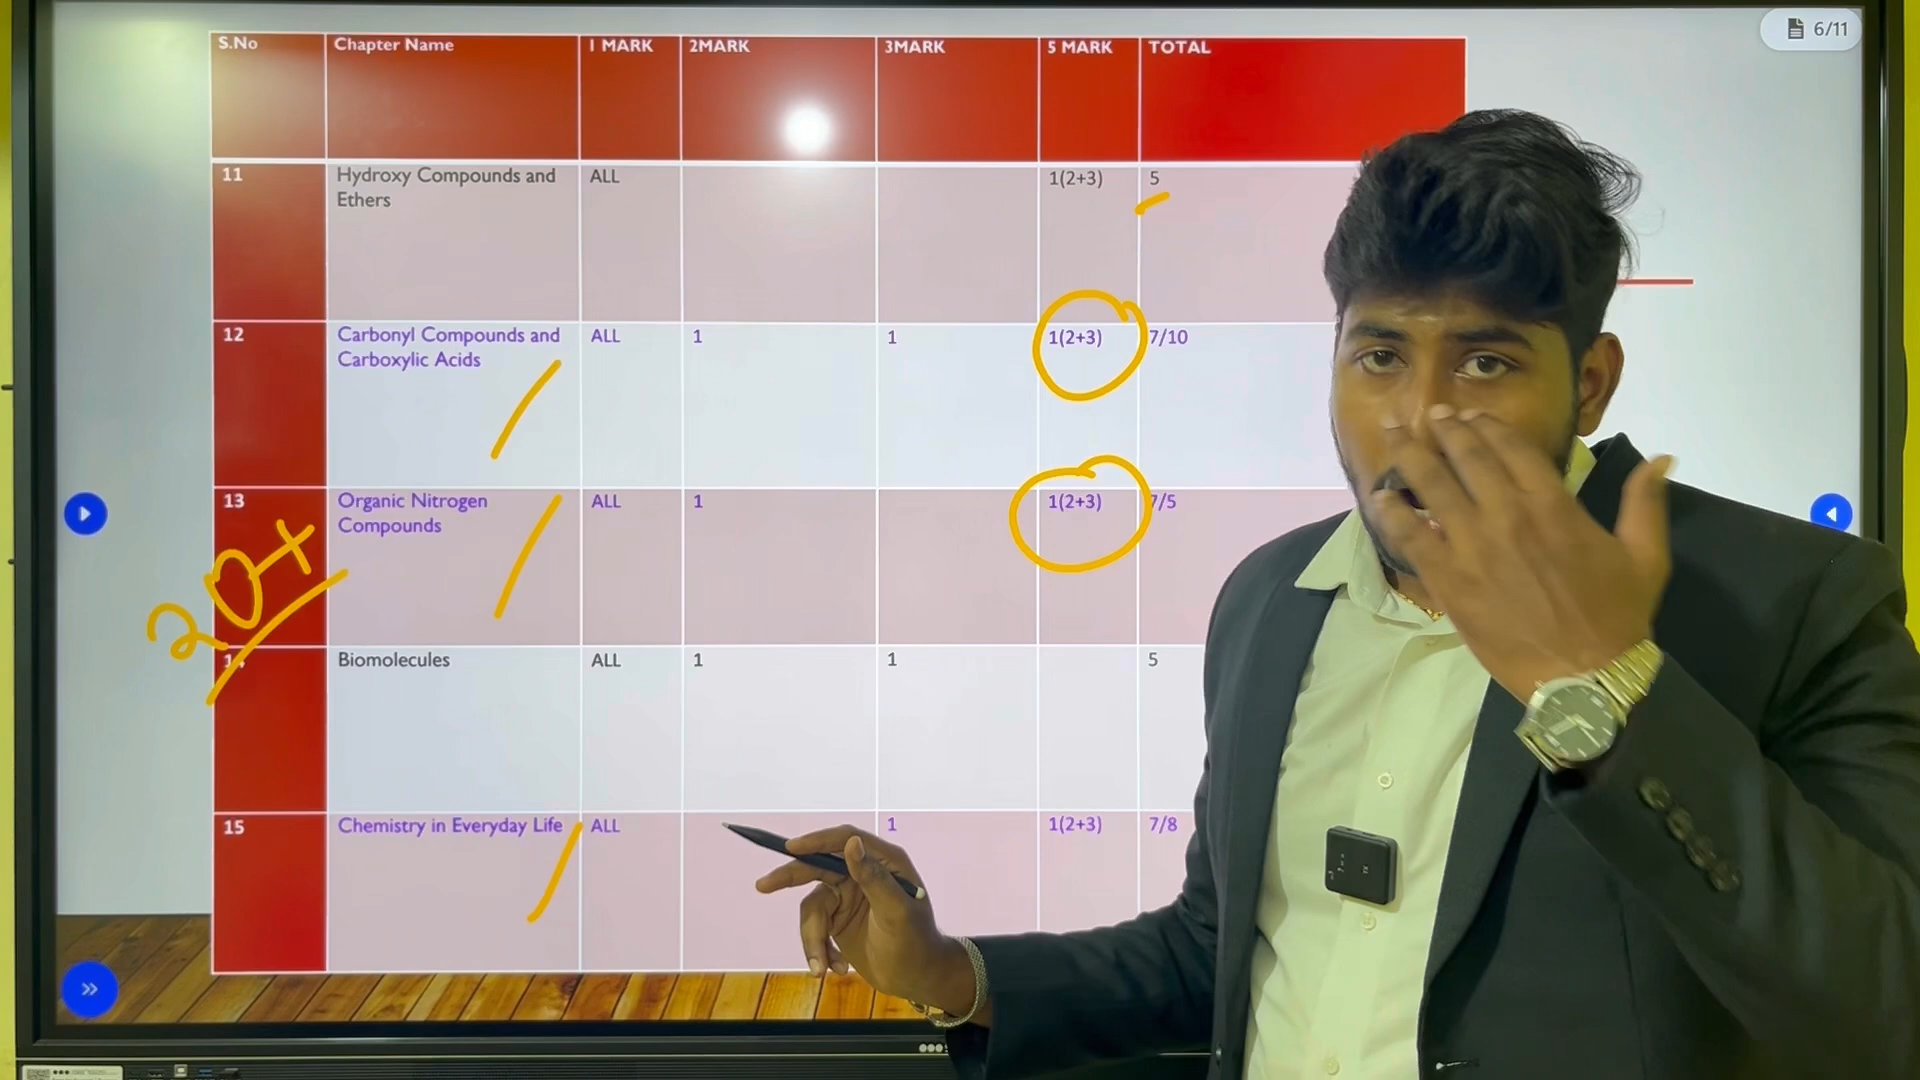 6/11
S.No Chapter Name 1 MARK 2MARK 3MARK 5 MARK TOTAL
11 Hydroxy Compounds and Ethers ALL 1(2+3) 5
12 Carbonyl Compounds and Carboxylic Acids ALL 1 1 1(2+3) 7/10
13 Organic Nitrogen Compounds ALL 1 1(2+3) 7/5
20+
14 Biomolecules ALL 1 1 5
15 Chemistry in Everyday Life ALL 1 1(2+3) 7/8